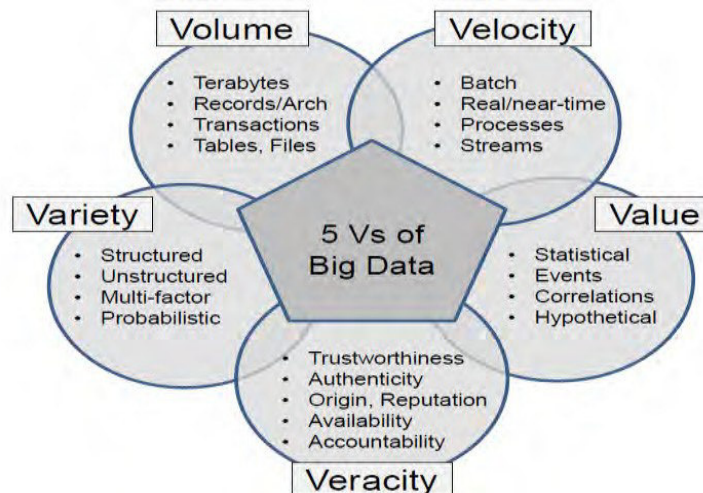 Volume
Terabytes
Records/Arch
Transactions
Tables, Files
Velocity
Batch
Real/near-time
Processes
Streams
Variety
Structured
Unstructured
Multi-factor
Probabilistic
5 Vs of
Big Data
Value
Statistical
Events
Correlations
Hypothetical
Trustworthiness
Authenticity
Origin, Reputation
Availability
Accountability
Veracity